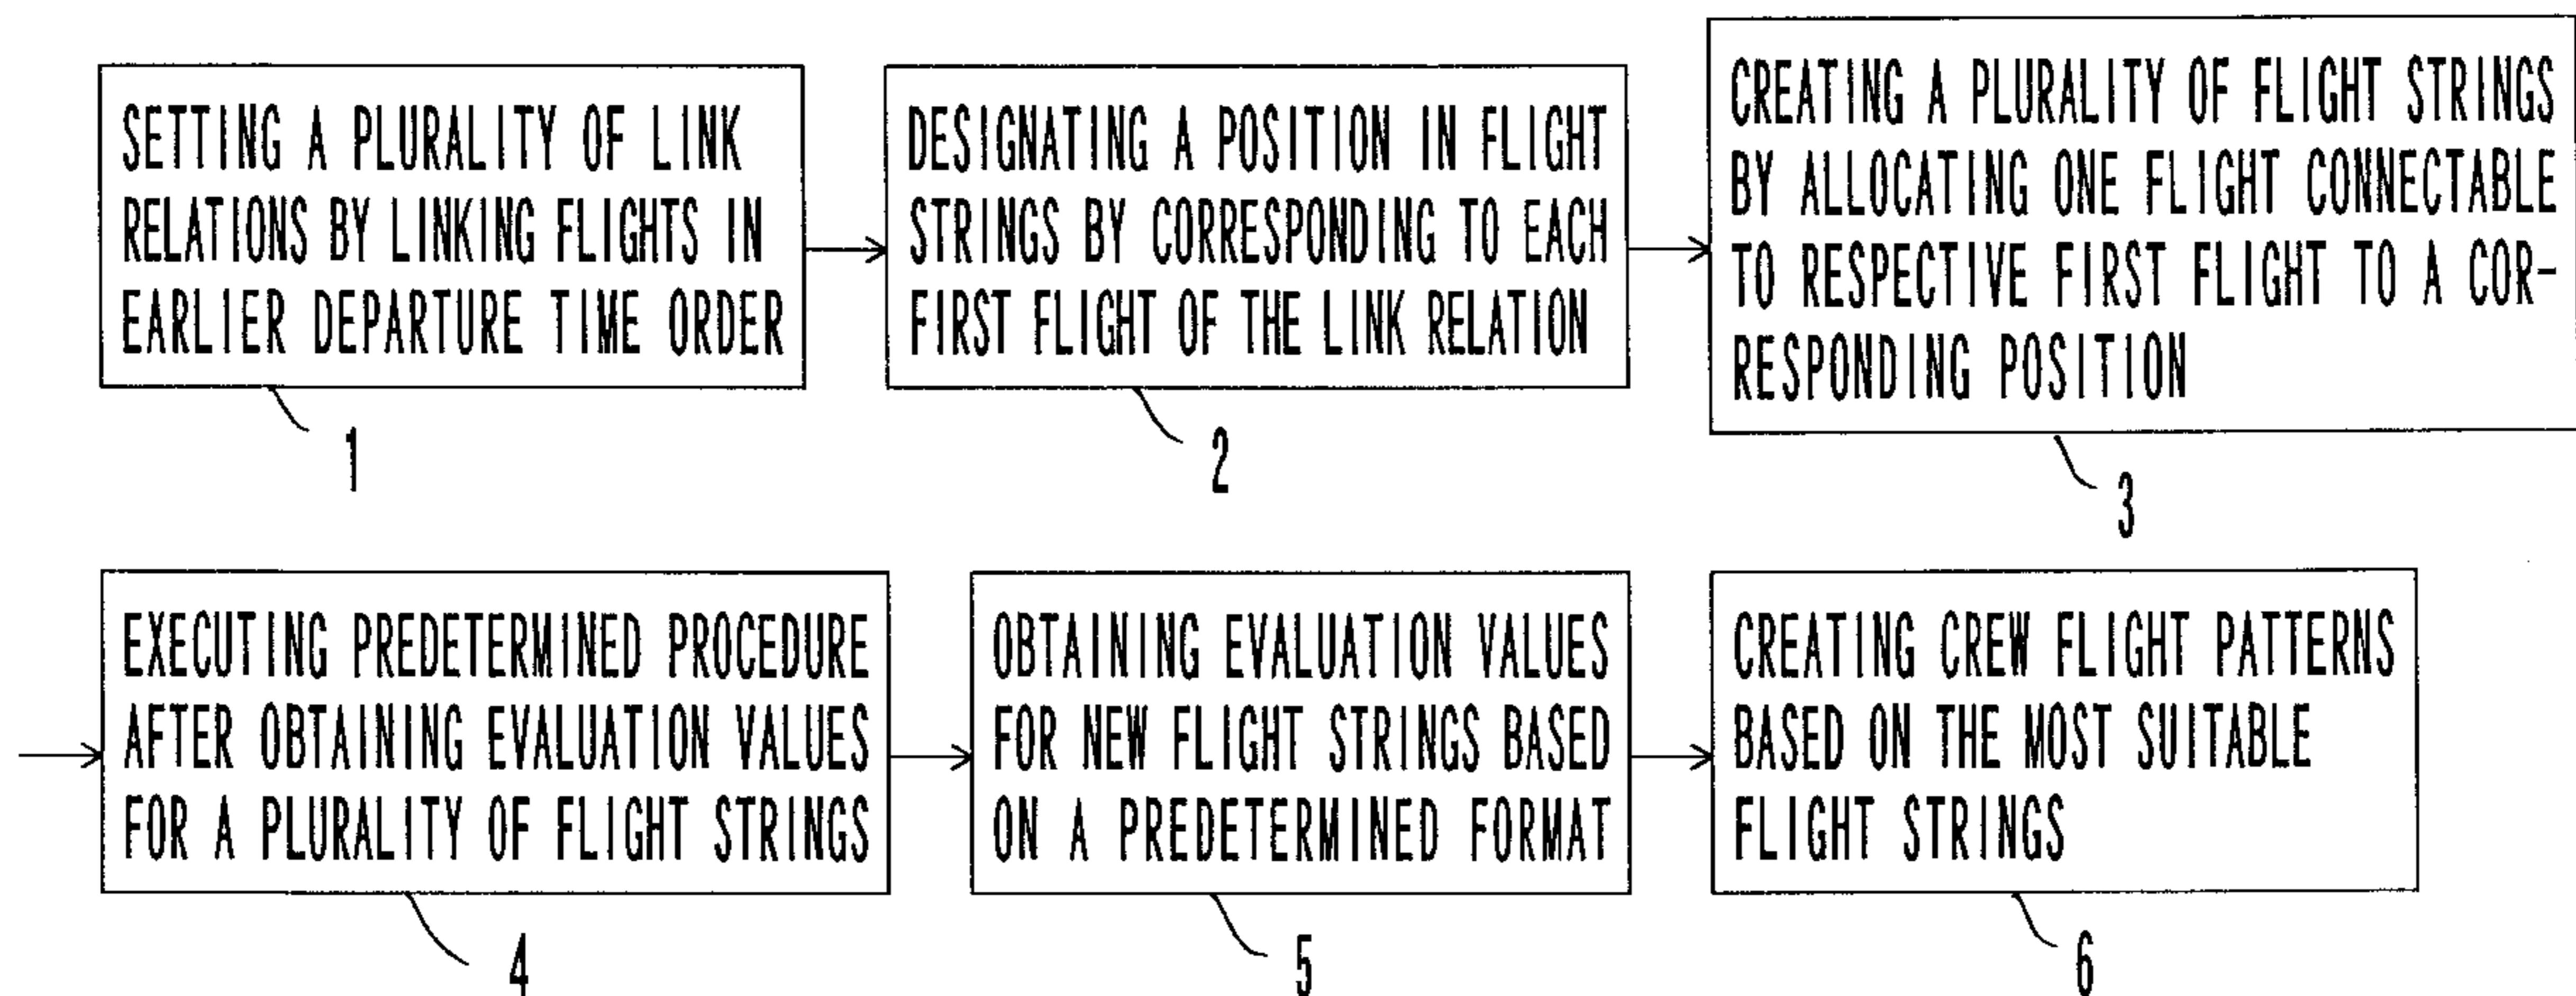 SETTING A PLURALITY OF LINK
RELATIONS BY LINKING FLIGHTS IN
EARLIER DEPARTURE TIME ORDER
1
DESIGNATING A POSITION IN FLIGHT
STRINGS BY CORRESPONDING TO EACH
FIRST FLIGHT OF THE LINK RELATION
2
CREATING A PLURALITY OF FLIGHT STRINGS
BY ALLOCATING ONE FLIGHT CONNECTABLE
TO RESPECTIVE FIRST FLIGHT TO A COR-
RESPONDING POSITION
3
EXECUTING PREDETERMINED PROCEDURE
AFTER OBTAINING EVALUATION VALUES
FOR A PLURALITY OF FLIGHT STRINGS
4
OBTAINING EVALUATION VALUES
FOR NEW FLIGHT STRINGS BASED
ON A PREDETERMINED FORMAT
5
CREATING CREW FLIGHT PATTERNS
BASED ON THE MOST SUITABLE
FLIGHT STRINGS
6